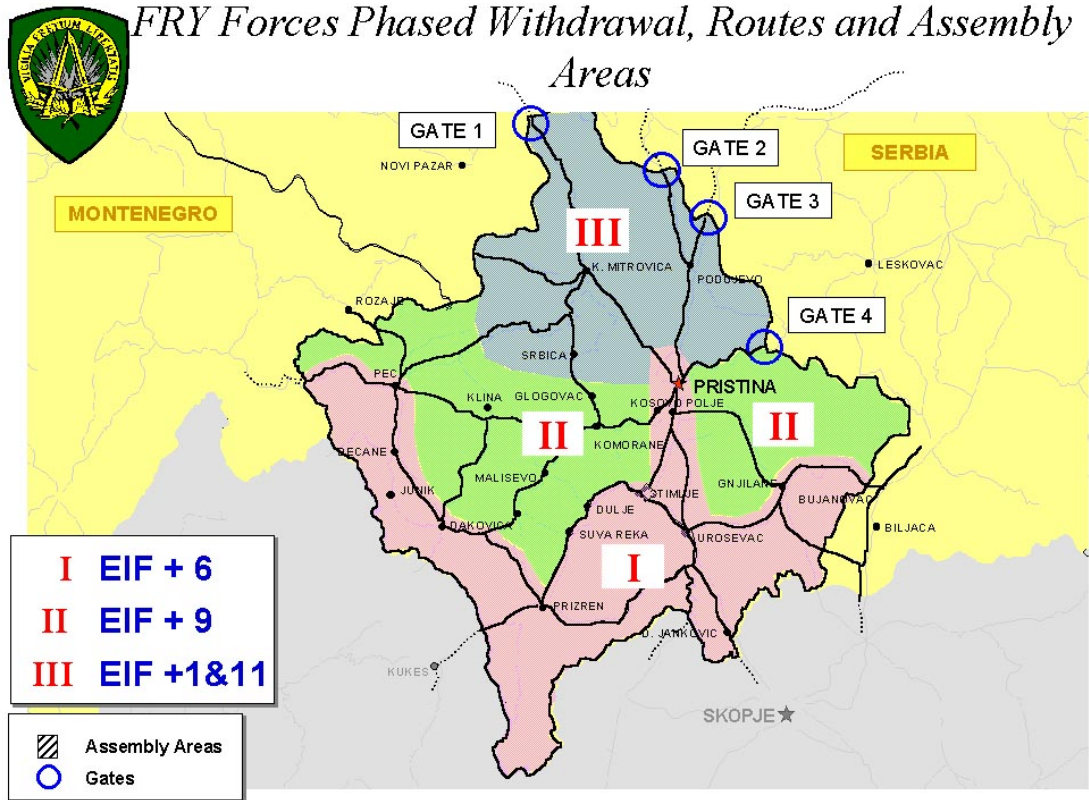 FRY Forces Phased Withdrawal, Routes and Assembly
Areas
VIGILIA PRETIUM LIBERTATIS
GATE 1
GATE 2
NOVI PAZAR
SERBIA
MONTENEGRO
GATE 3
III
K. MITROVICA
PODUJEVO
LESKOVAC
ROZAJE
GATE 4
SRBICA
PEC
PRISTINA
KLINA
GLOGOVAC
KOSOVO POLJE
II
II
KOMORANE
DECANE
MALISEVO
GNJILANE
JUNIK
STIMLJE
BUJANOVAC
DULJE
DAKOVICA
SUVA REKA
UROSEVAC
BILJACA
I
PRIZREN
D. JANKOVIC
KUKES
SKOPJE
I EIF + 6
II EIF + 9
III EIF +1&11
Assembly Areas
Gates